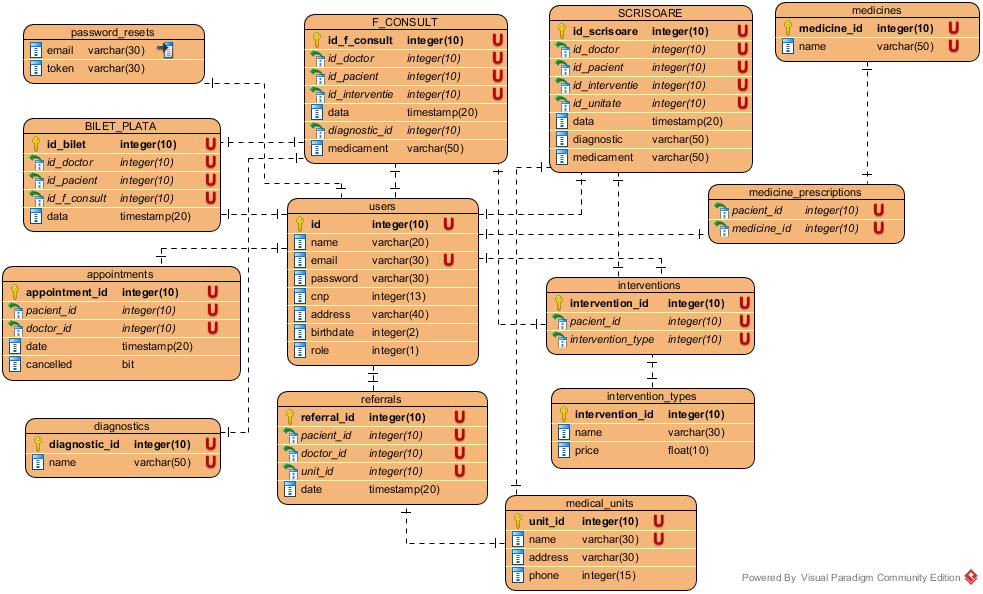 password_resets
email varchar(30)
token varchar(30)
F_CONSULT
id_f_consult integer(10) U
id_doctor integer(10) U
id_pacient integer(10) U
id_interventie integer(10) U
data timestamp(20)
diagnostic_id integer(10)
medicament varchar(50)
SCRISOARE
id_scrisoare integer(10) U
id_doctor integer(10) U
id_pacient integer(10) U
id_interventie integer(10) U
id_unitate integer(10) U
data timestamp(20)
diagnostic varchar(50)
medicament varchar(50)
medicines
medicine_id integer(10) U
name varchar(50) U
BILET_PLATA
id_bilet integer(10) U
id_doctor integer(10) U
id_pacient integer(10) U
id_f_consult integer(10) U
data timestamp(20)
users
id integer(10) U
name varchar(20)
email varchar(30) U
password varchar(30)
cnp integer(13)
address varchar(40)
birthdate integer(2)
role integer(1)
medicine_prescriptions
pacient_id integer(10) U
medicine_id integer(10) U
appointments
appointment_id integer(10) U
pacient_id integer(10) U
doctor_id integer(10) U
date timestamp(20)
cancelled bit
interventions
intervention_id integer(10) U
pacient_id integer(10) U
intervention_type integer(10) U
diagnostics
diagnostic_id integer(10) U
name varchar(50) U
referrals
referral_id integer(10) U
pacient_id integer(10) U
doctor_id integer(10) U
unit_id integer(10) U
date timestamp(20)
intervention_types
intervention_id integer(10)
name varchar(30)
price float(10)
medical_units
unit_id integer(10) U
name varchar(30) U
address varchar(30)
phone integer(15)
Powered By Visual Paradigm Community Edition